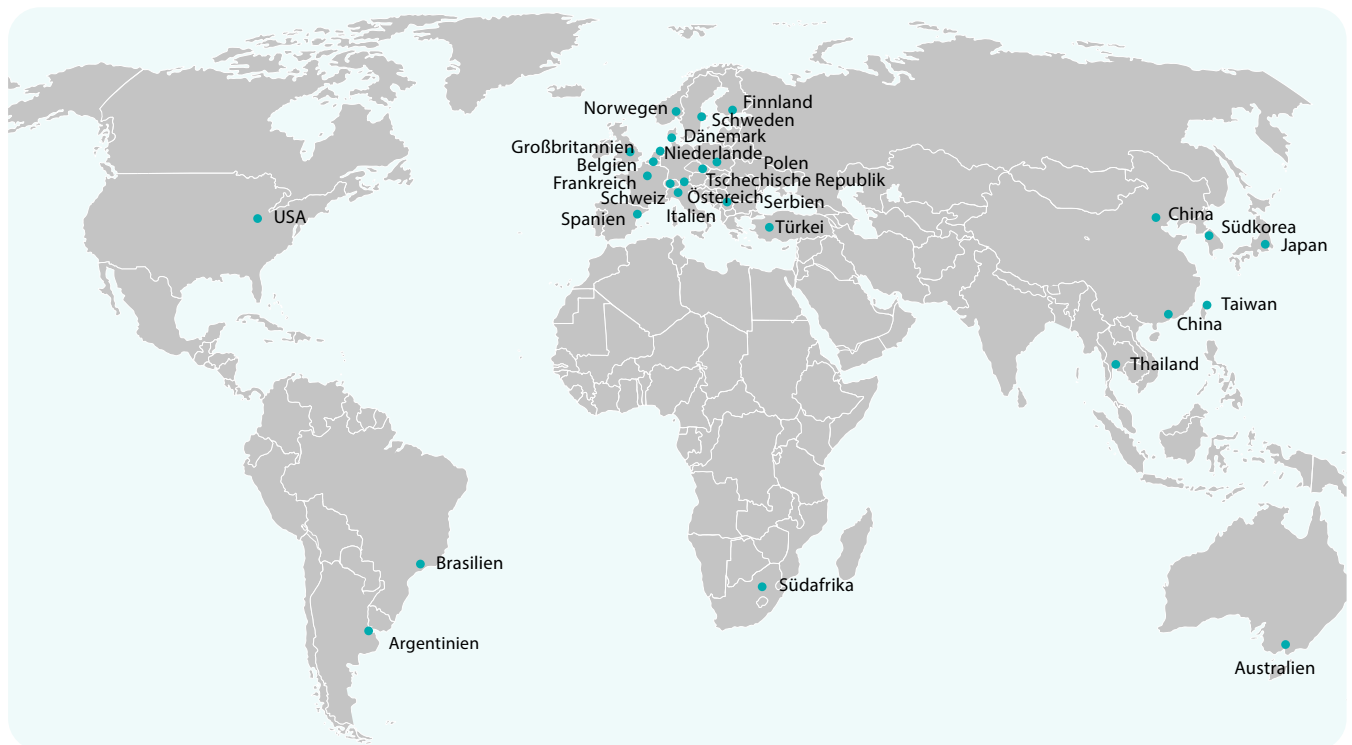 Norwegen
Finnland
Schweden
Dänemark
Großbritannien
Niederlande
Belgien
Polen
Frankreich
Tschechische Republik
Schweiz
Östereich
Serbien
Spanien
Italien
Türkei
USA
China
Südkorea
Japan
Taiwan
China
Thailand
Brasilien
Südafrika
Argentinien
Australien